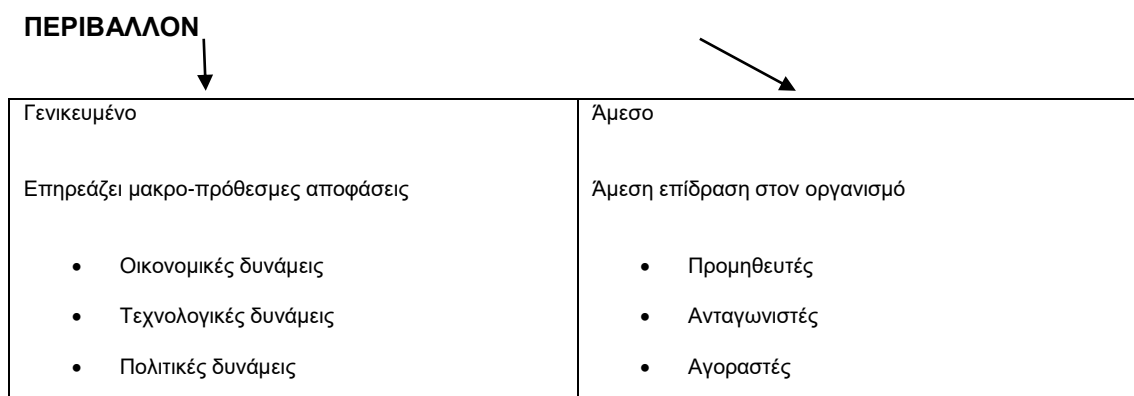 ΠΕΡΙΒΑΛΛΟΝ
Γενικευμένο
Επηρεάζει μακρο-πρόθεσμες αποφάσεις
• Οικονομικές δυνάμεις
• Τεχνολογικές δυνάμεις
• Πολιτικές δυνάμεις
Άμεσο
Άμεση επίδραση στον οργανισμό
• Προμηθευτές
• Ανταγωνιστές
• Αγοραστές